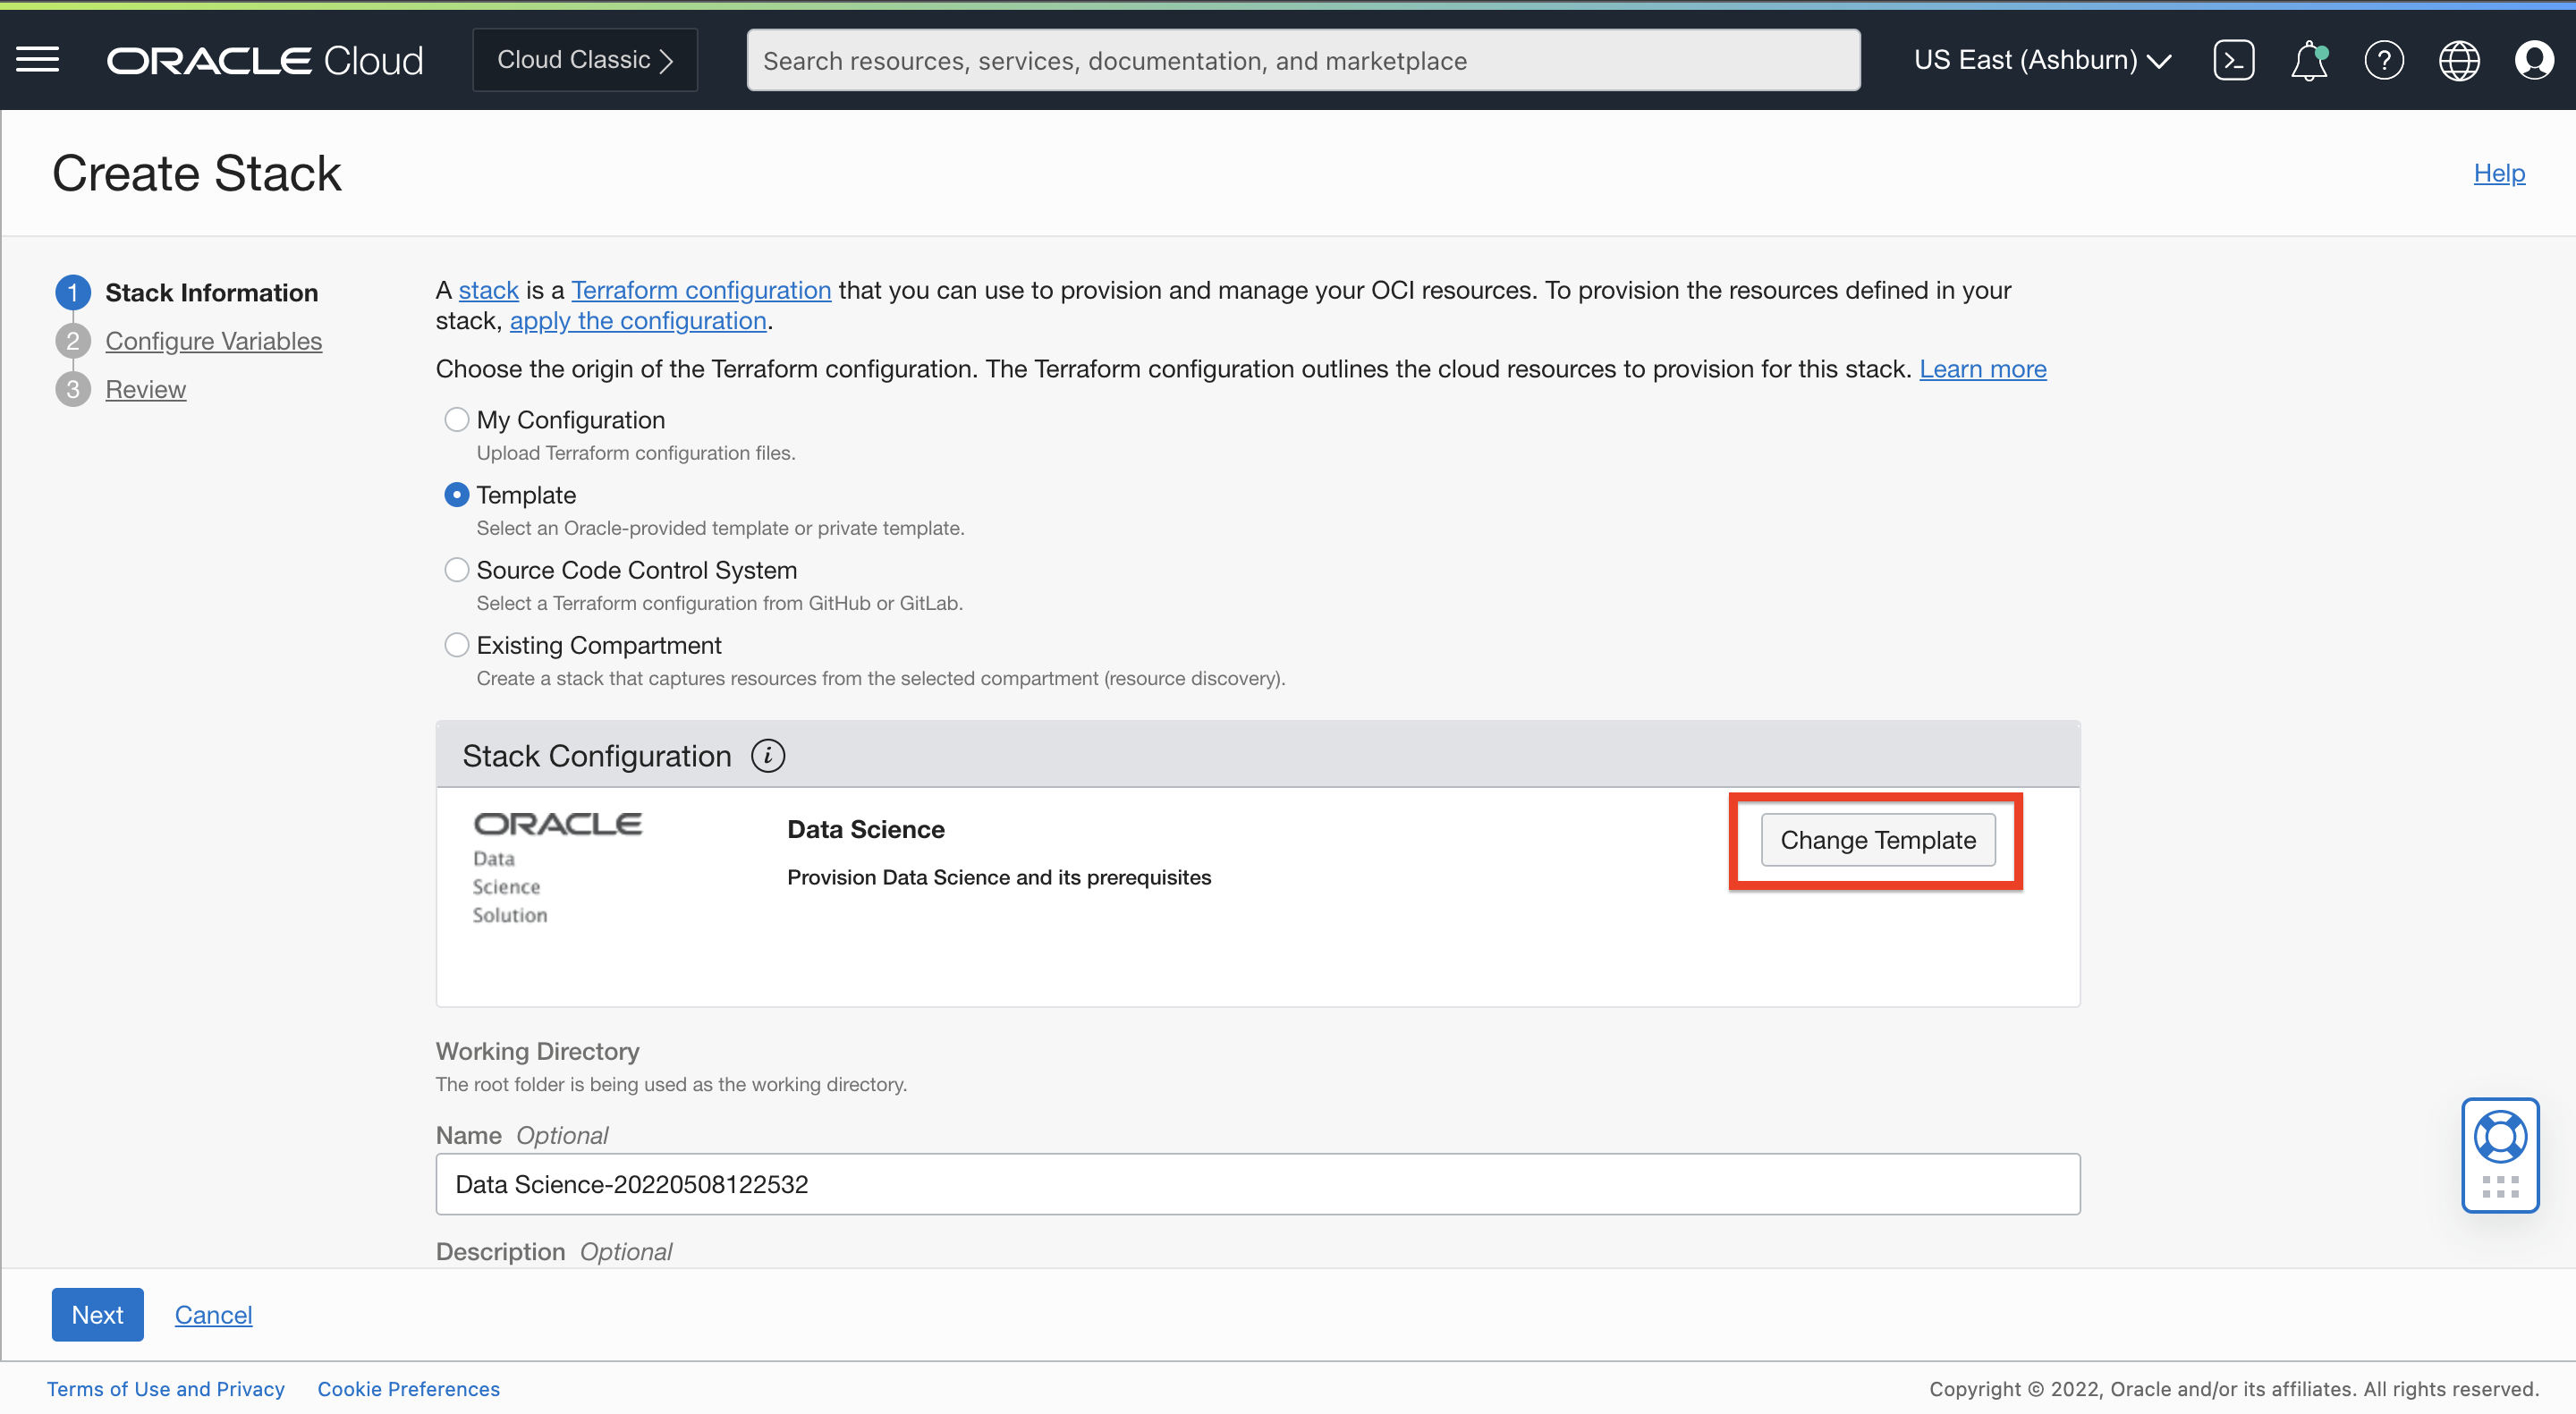 ORACLE Cloud
Cloud Classic
Search resources, services, documentation, and marketplace
US East (Ashburn)
Create Stack
Help
1 Stack Information
2 Configure Variables
3 Review
A stack is a Terraform configuration that you can use to provision and manage your OCI resources. To provision the resources defined in your
stack, apply the configuration.
Choose the origin of the Terraform configuration. The Terraform configuration outlines the cloud resources to provision for this stack. Learn more
My Configuration
Upload Terraform configuration files.
Template
Select an Oracle-provided template or private template.
Source Code Control System
Select a Terraform configuration from GitHub or GitLab.
Existing Compartment
Create a stack that captures resources from the selected compartment (resource discovery).
Stack Configuration
ORACLE
Data
Science
Solution
Data Science
Provision Data Science and its prerequisites
Change Template
Working Directory
The root folder is being used as the working directory.
Name Optional
Data Science-20220508122532
Description Optional
Next
Cancel
Terms of Use and Privacy
Cookie Preferences
Copyright © 2022, Oracle and/or its affiliates. All rights reserved.